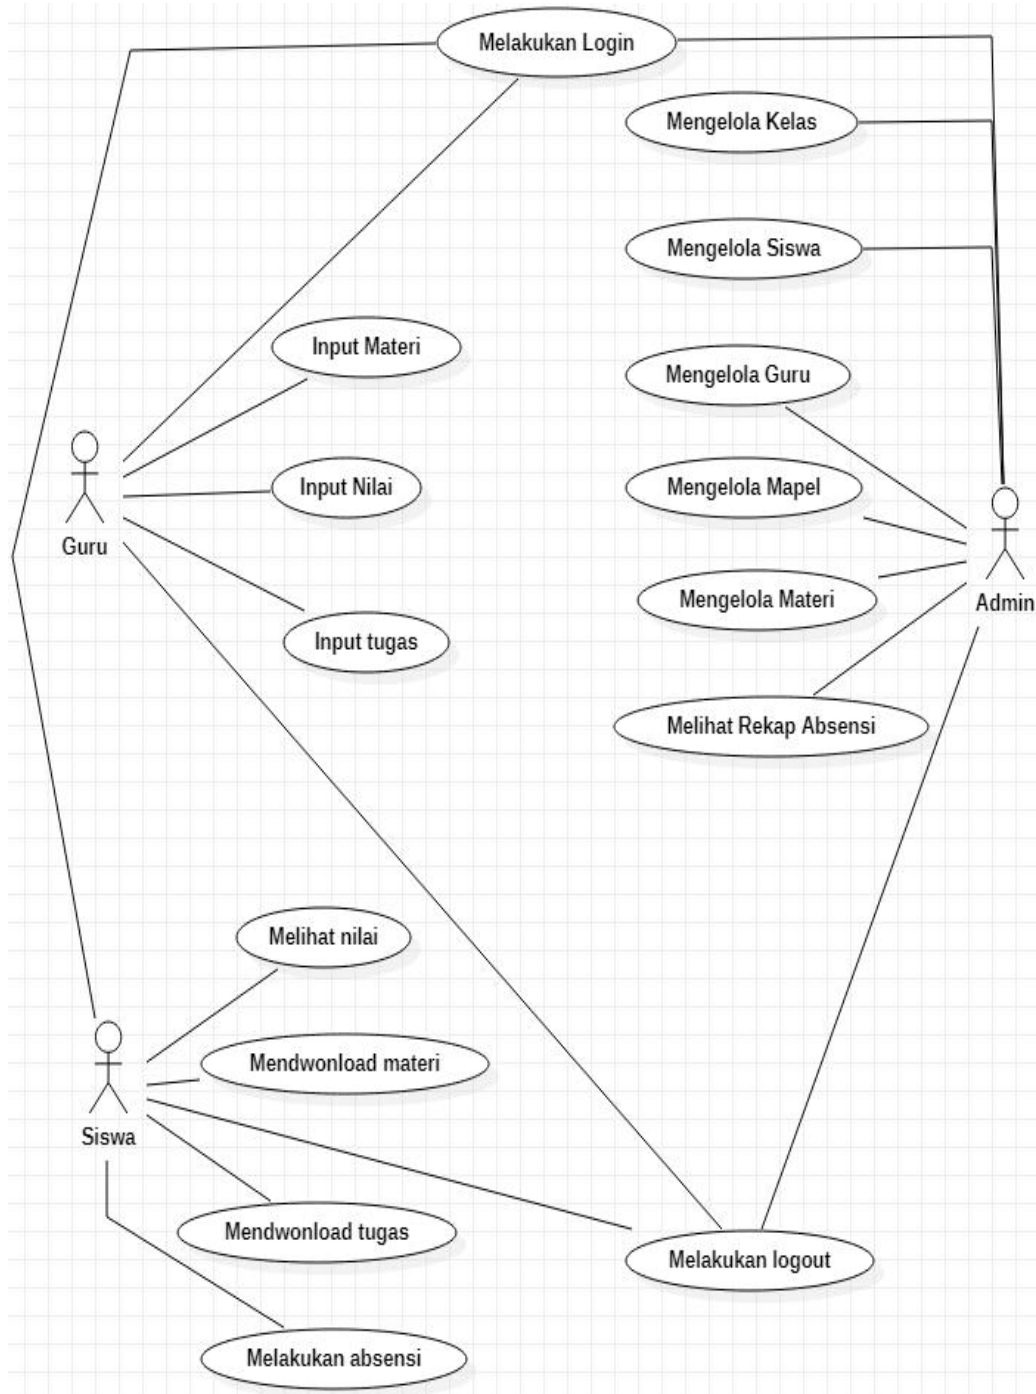 Melakukan Login
Mengelola Kelas
Mengelola Siswa
Input Materi
Mengelola Guru
Input Nilai
Mengelola Mapel
Guru
Mengelola Materi
Admin
Input tugas
Melihat Rekap Absensi
Melihat nilai
Mendwonload materi
Siswa
Mendwonload tugas
Melakukan logout
Melakukan absensi